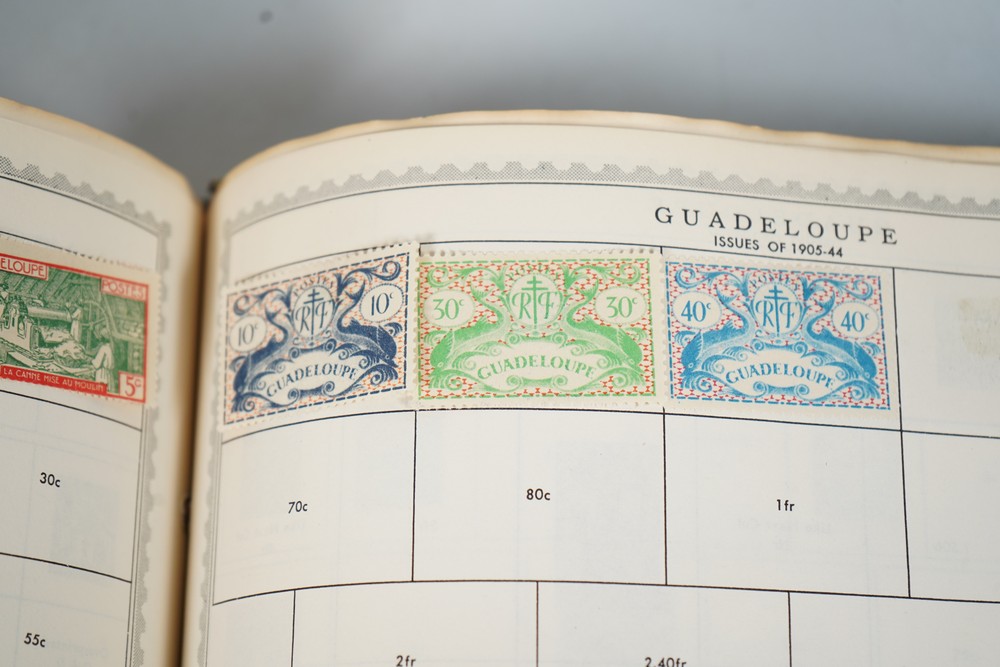 ELOUPE
POSTES
LA CANNE MISE AU MOULIN
5c
30c
55c
GUADELOUPE
ISSUES OF 1905-44
10c
RF
10c
GUADELOUPE
30c
RF
30c
GUADELOUPE
40c
RF
40c
GUADELOUPE
70c
80c
1fr
2fr
2.40fr